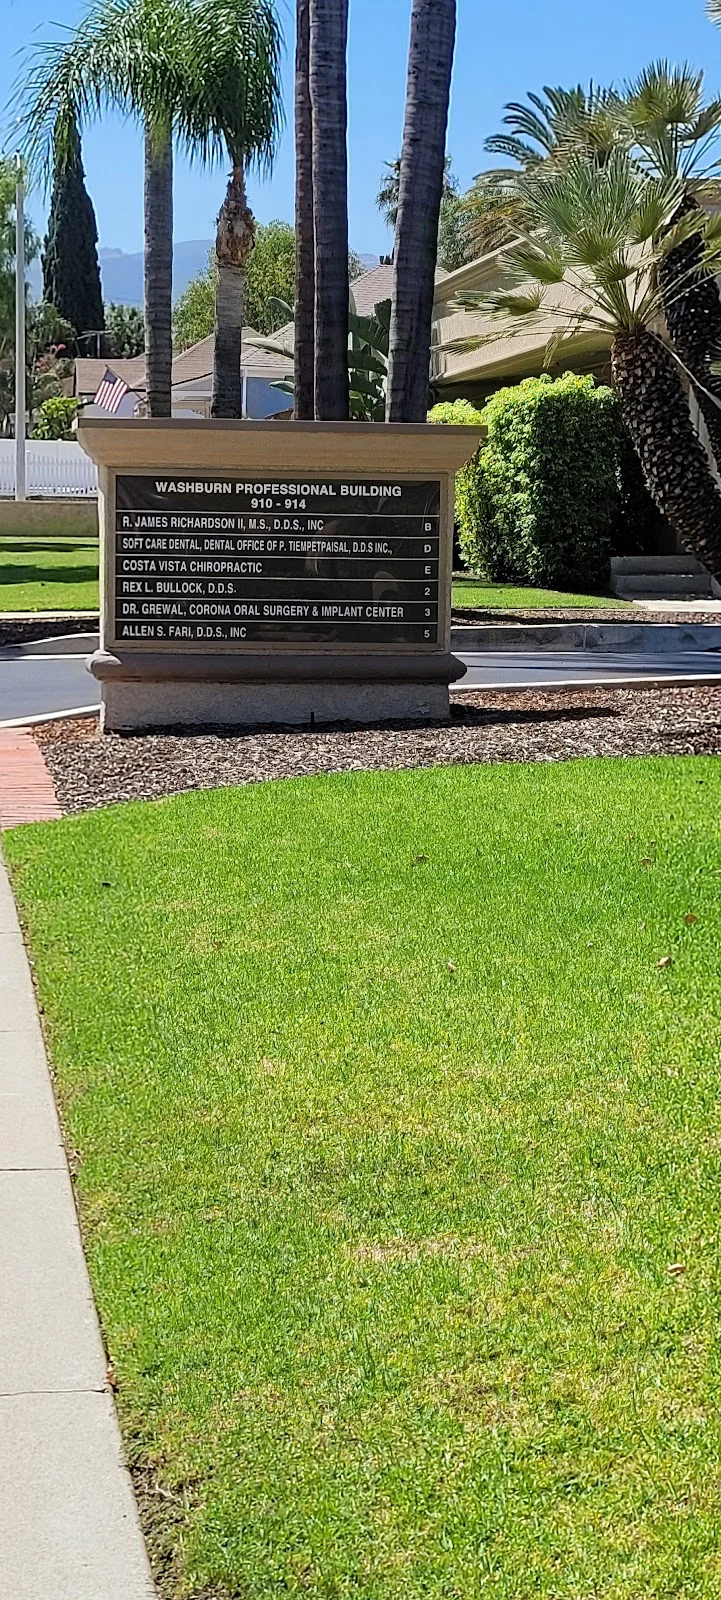 WASHBURN PROFESSIONAL BUILDING
910 - 914
R. JAMES RICHARDSON II, M.S., D.D.S., INC B
SOFT CARE DENTAL, DENTAL OFFICE OF P. TIEMPETPAISAL, D.D.S INC., D
COSTA VISTA CHIROPRACTIC E
REX L. BULLOCK, D.D.S. 2
DR. GREWAL, CORONA ORAL SURGERY & IMPLANT CENTER 3
ALLEN S. FARI, D.D.S., INC 5